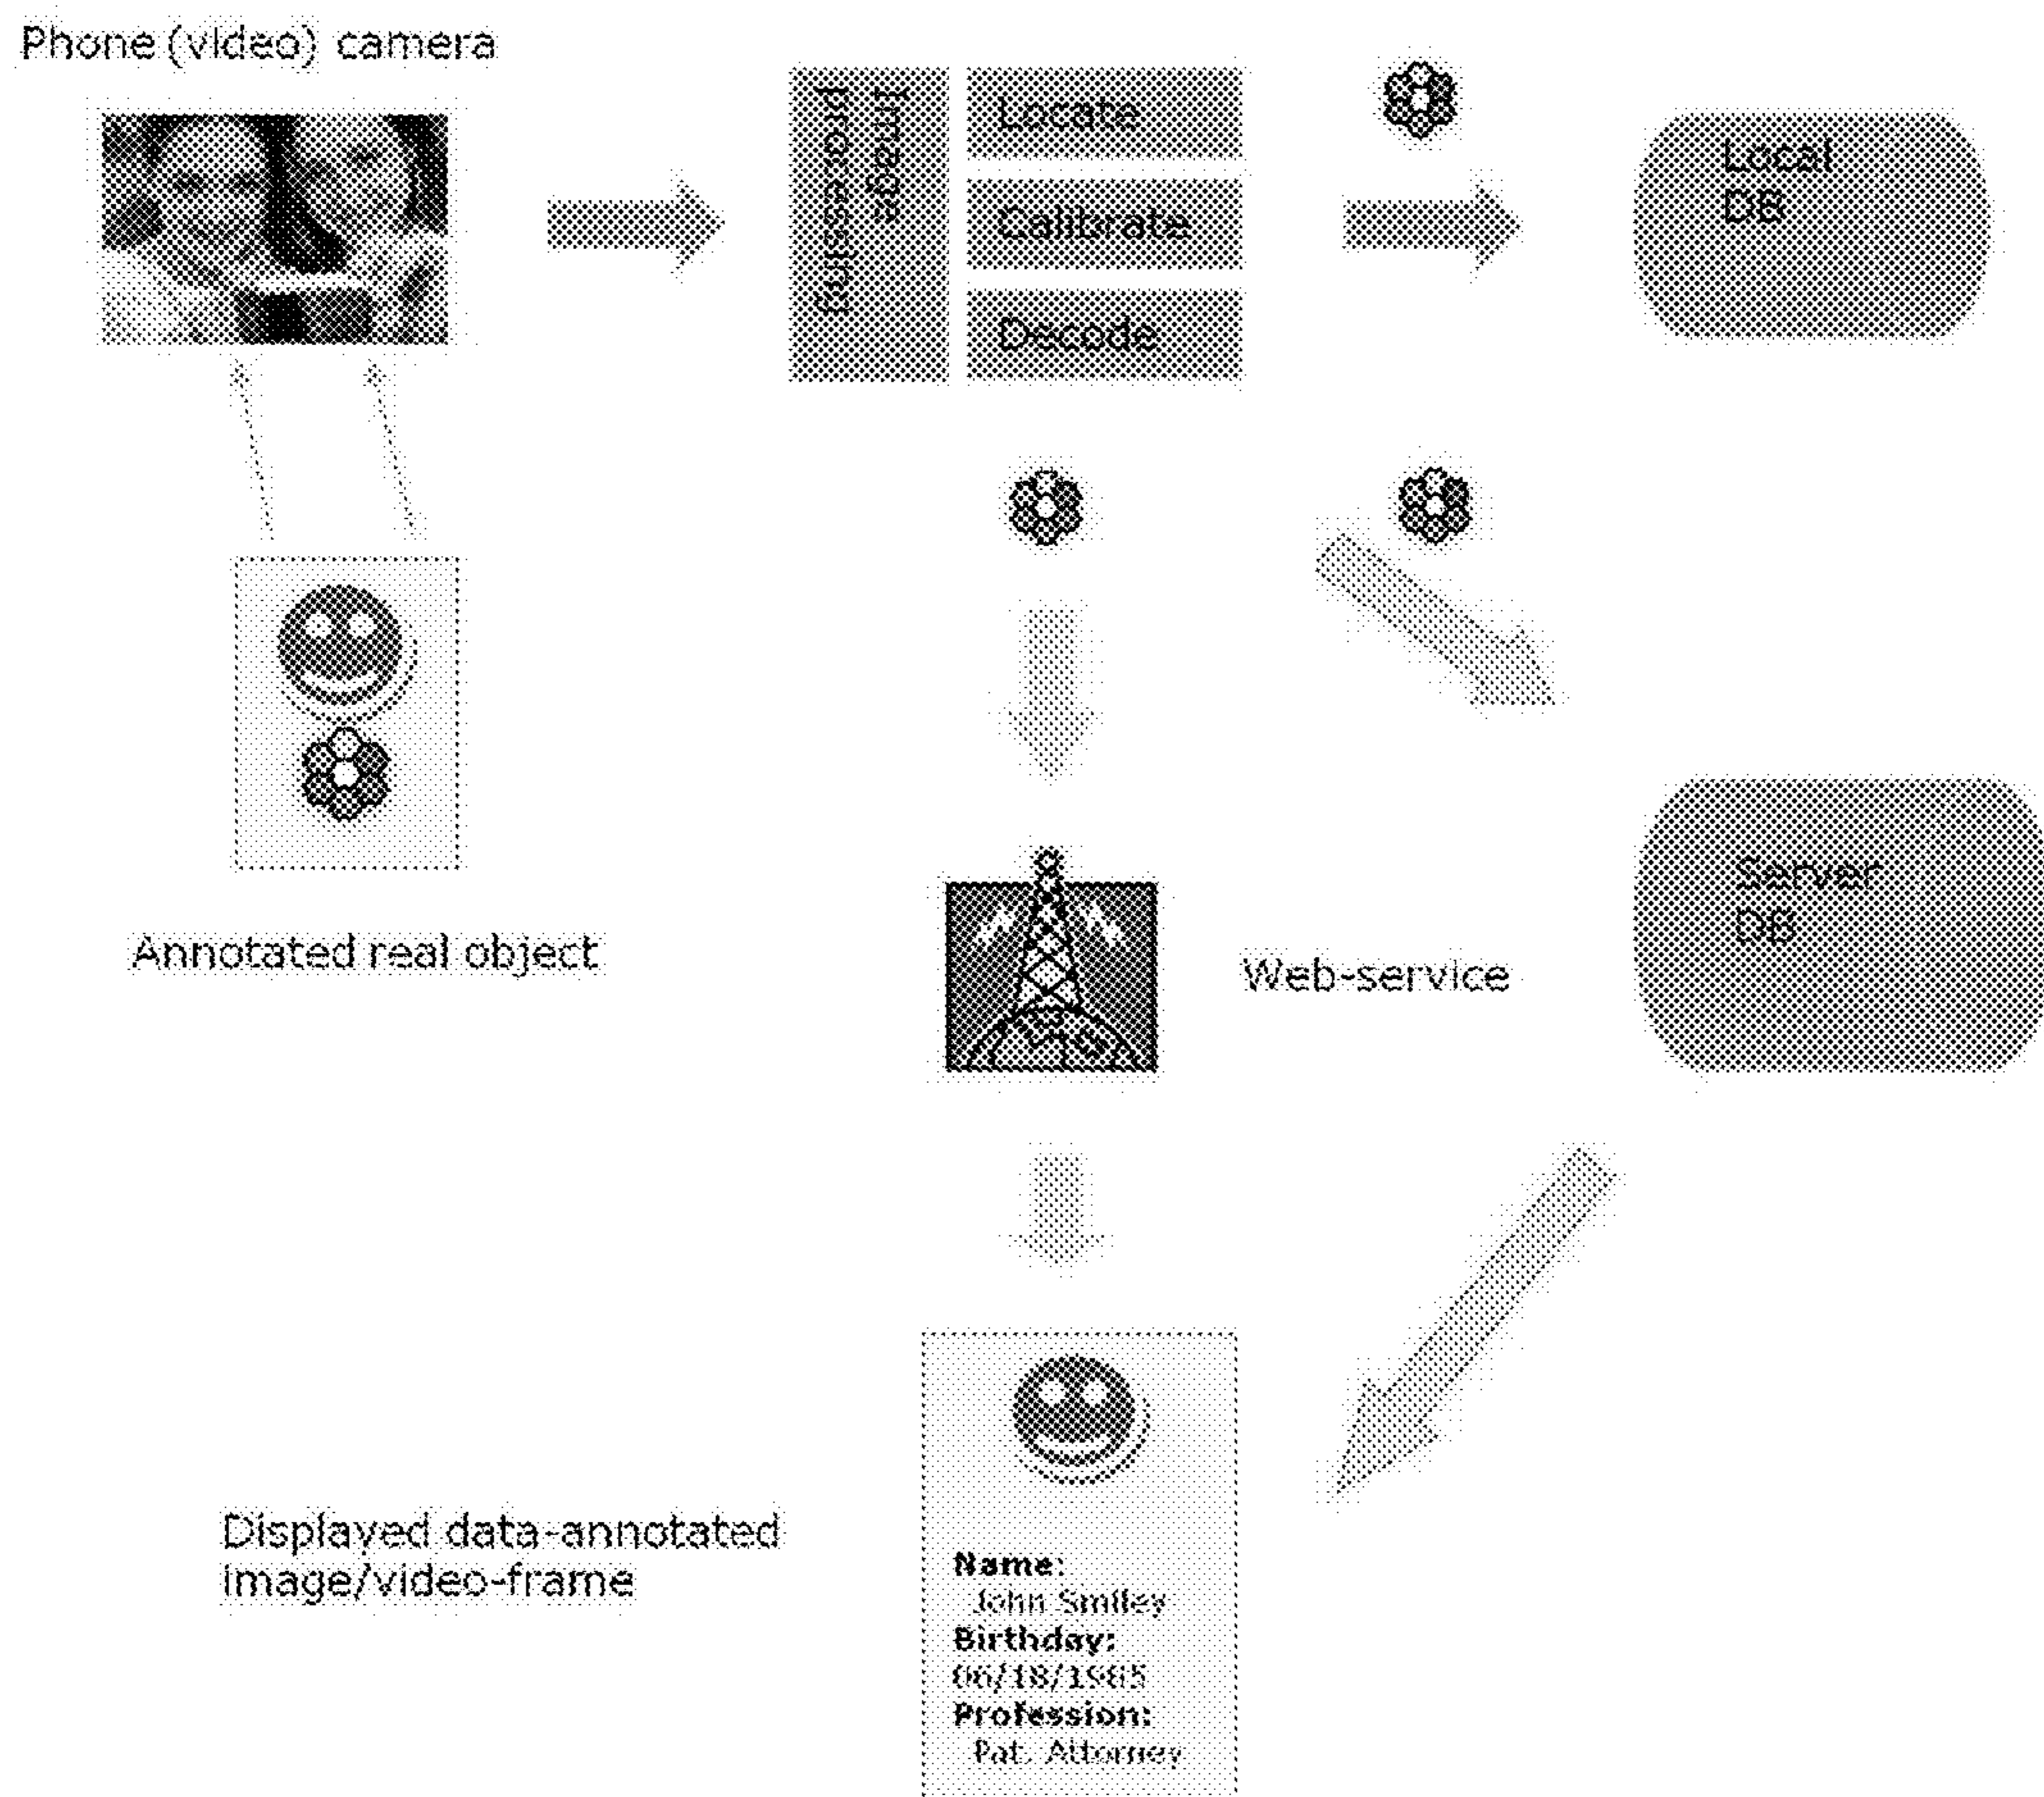 Phone (video) camera
Image
processing
Locate
Calibrate
Decode
Local
DB
Annotated real object
Web-service
Server
DB
Displayed data-annotated
image/video-frame
Name:
John Smiley
Birthday:
06/18/1985
Profession:
Pat. Attorney